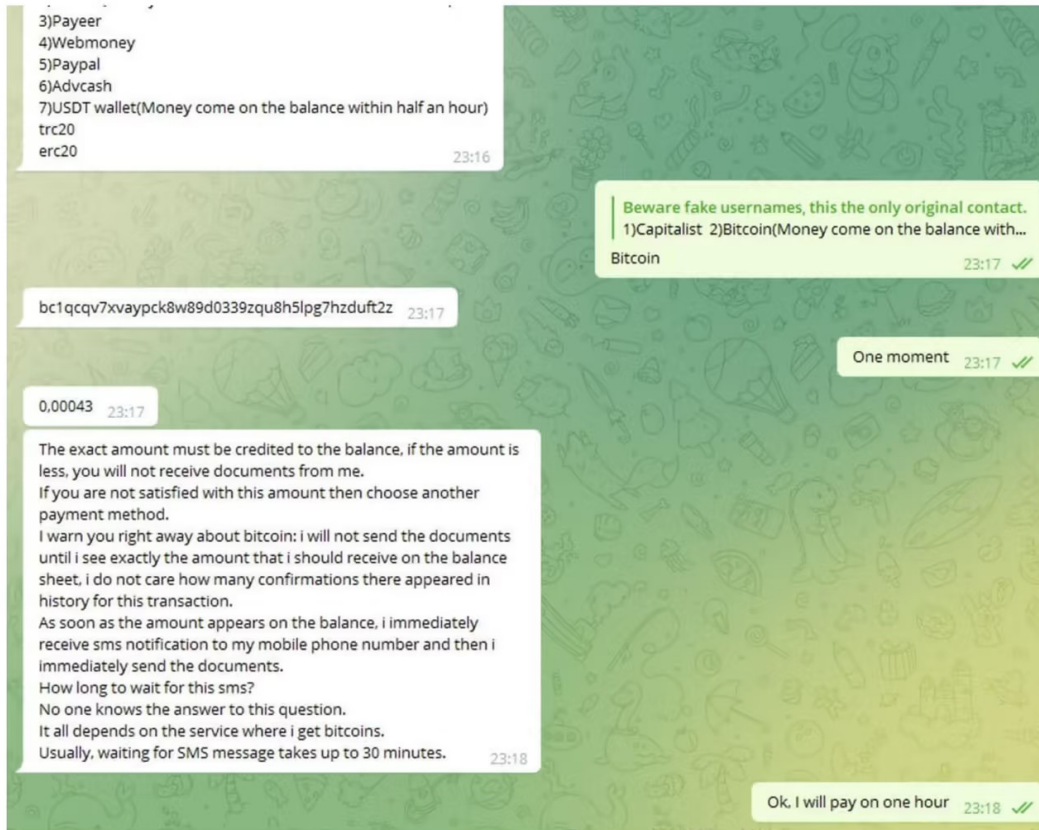 3)Payeer
4)Webmoney
5)Paypal
6)Advcash
7)USDT wallet(Money come on the balance within half an hour)
trc20
erc20
23:16
Beware fake usernames, this the only original contact.
1)Capitalist 2)Bitcoin(Money come on the balance with...
Bitcoin
23:17
bc1qcqv7xvaypck8w89d0339zqu8h5lpg7hzduft2z 23:17
One moment 23:17
0,00043 23:17
The exact amount must be credited to the balance, if the amount is
less, you will not receive documents from me.
If you are not satisfied with this amount then choose another
payment method.
I warn you right away about bitcoin: i will not send the documents
until i see exactly the amount that i should receive on the balance
sheet, i do not care how many confirmations there appeared in
history for this transaction.
As soon as the amount appears on the balance, i immediately
receive sms notification to my mobile phone number and then i
immediately send the documents.
How long to wait for this sms?
No one knows the answer to this question.
It all depends on the service where i get bitcoins.
Usually, waiting for SMS message takes up to 30 minutes.
23:18
Ok, I will pay on one hour 23:18